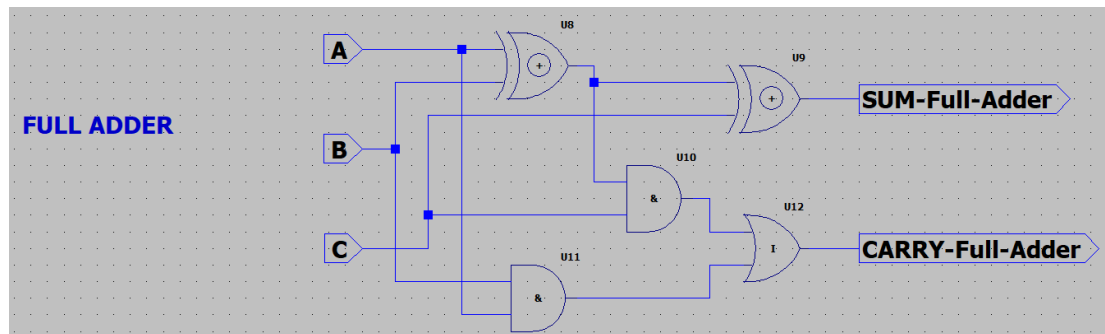 U8
A
+
U9
+
SUM-Full-Adder
FULL ADDER
B
U10
&
U12
C
I
CARRY-Full-Adder
U11
&